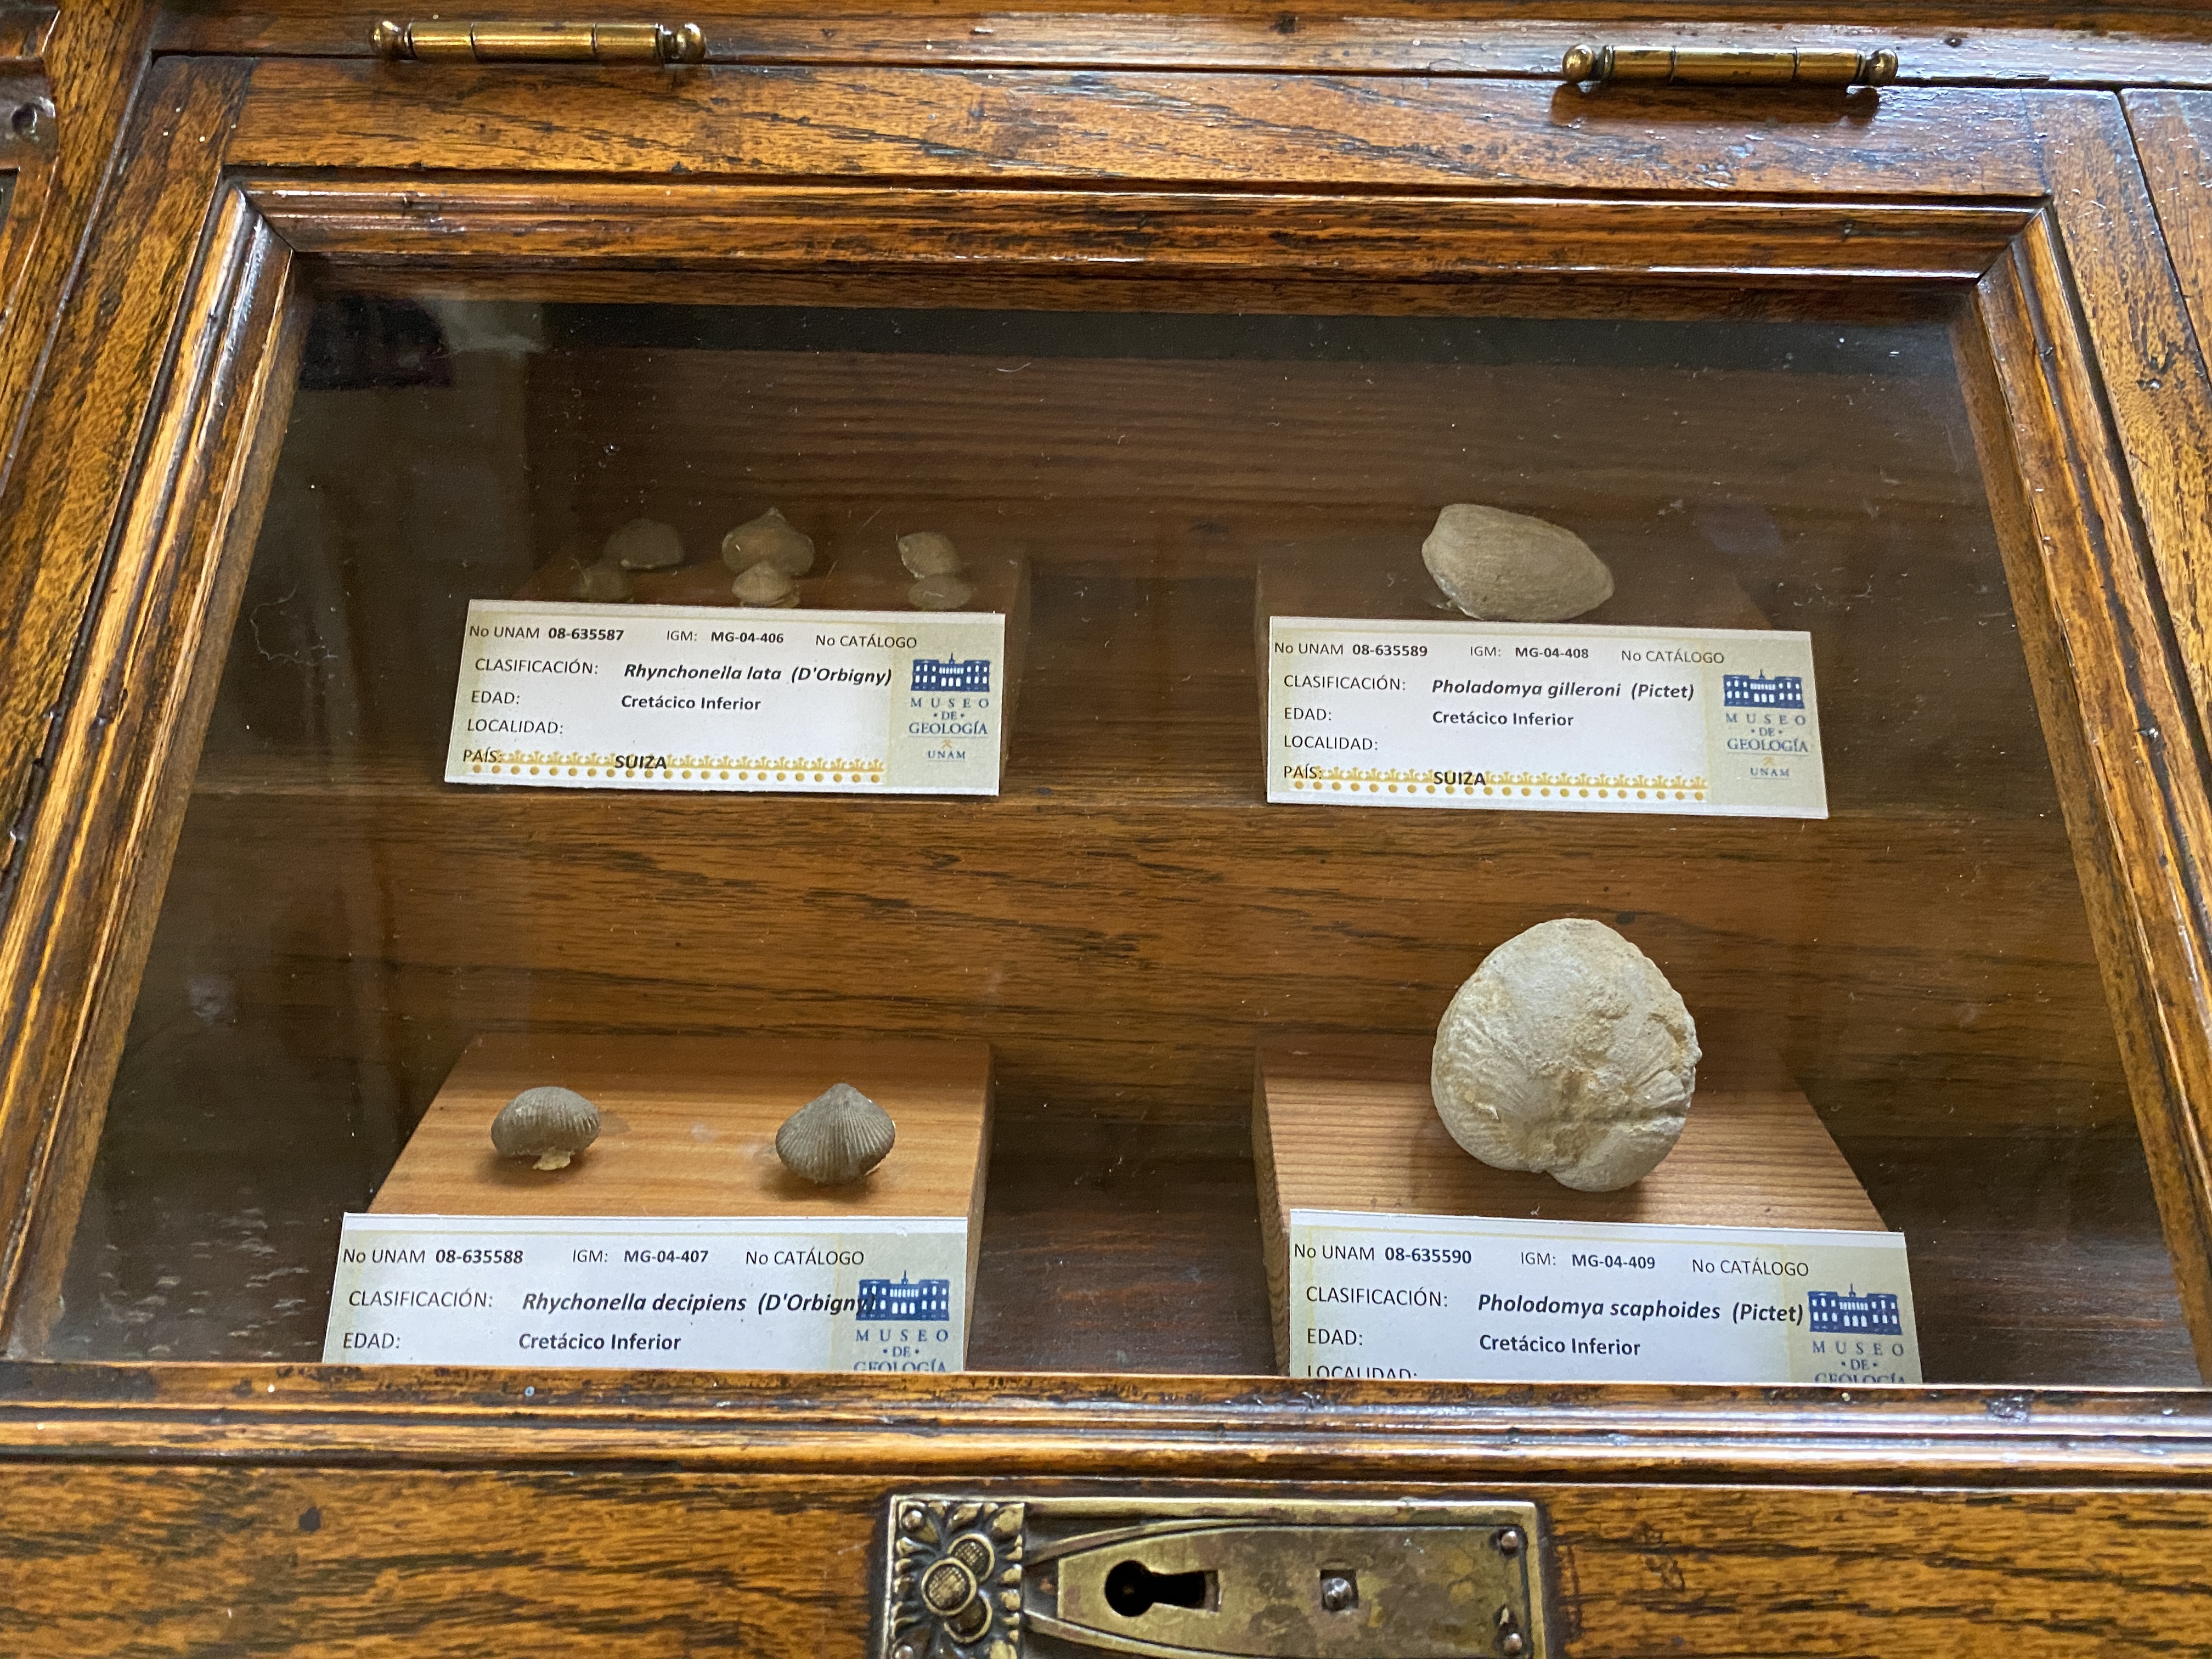 No UNAM 08-635587 IGM: MG-04-406 No CATÁLOGO
CLASIFICACIÓN: Rhynchonella lata (D'Orbigny)
EDAD: Cretácico Inferior
LOCALIDAD:
PAÍS: SUIZA
MUSEO
• DE •
GEOLOGÍA
UNAM
No UNAM 08-635589 IGM: MG-04-408 No CATÁLOGO
CLASIFICACIÓN: Pholadomya gilleroni (Pictet)
EDAD: Cretácico Inferior
LOCALIDAD:
PAÍS: SUIZA
MUSEO
• DE •
GEOLOGÍA
UNAM
No UNAM 08-635588 IGM: MG-04-407 No CATÁLOGO
CLASIFICACIÓN: Rhychonella decipiens (D'Orbigny)
EDAD: Cretácico Inferior
MUSEO
• DE •
GEOLOGÍA
No UNAM 08-635590 IGM: MG-04-409 No CATÁLOGO
CLASIFICACIÓN: Pholodomya scaphoides (Pictet)
EDAD: Cretácico Inferior
LOCALIDAD:
MUSEO
• DE •
GEOLOGÍA